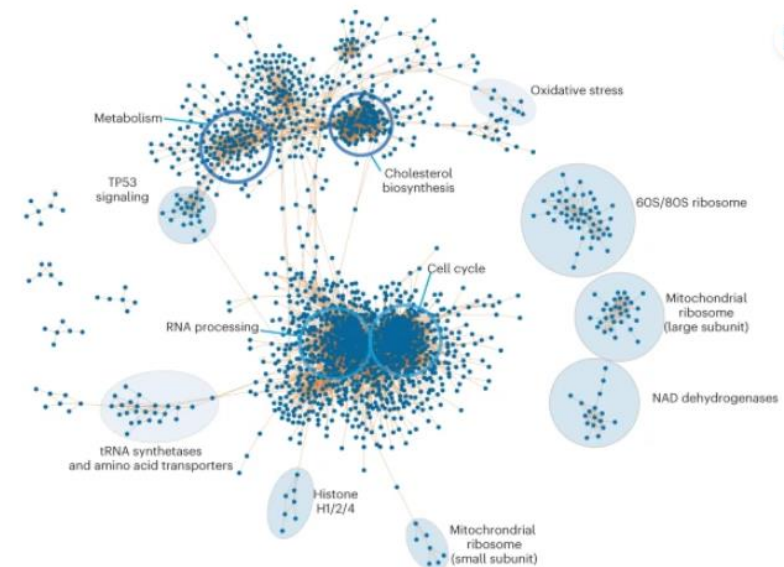 Oxidative stress
Metabolism
Cholesterol
biosynthesis
TP53
signaling
60S/80S ribosome
Cell cycle
Mitochondrial
ribosome
(large subunit)
RNA processing
NAD dehydrogenases
tRNA synthetases
and amino acid transporters
Histone
H1/2/4
Mitochrondrial
ribosome
(small subunit)